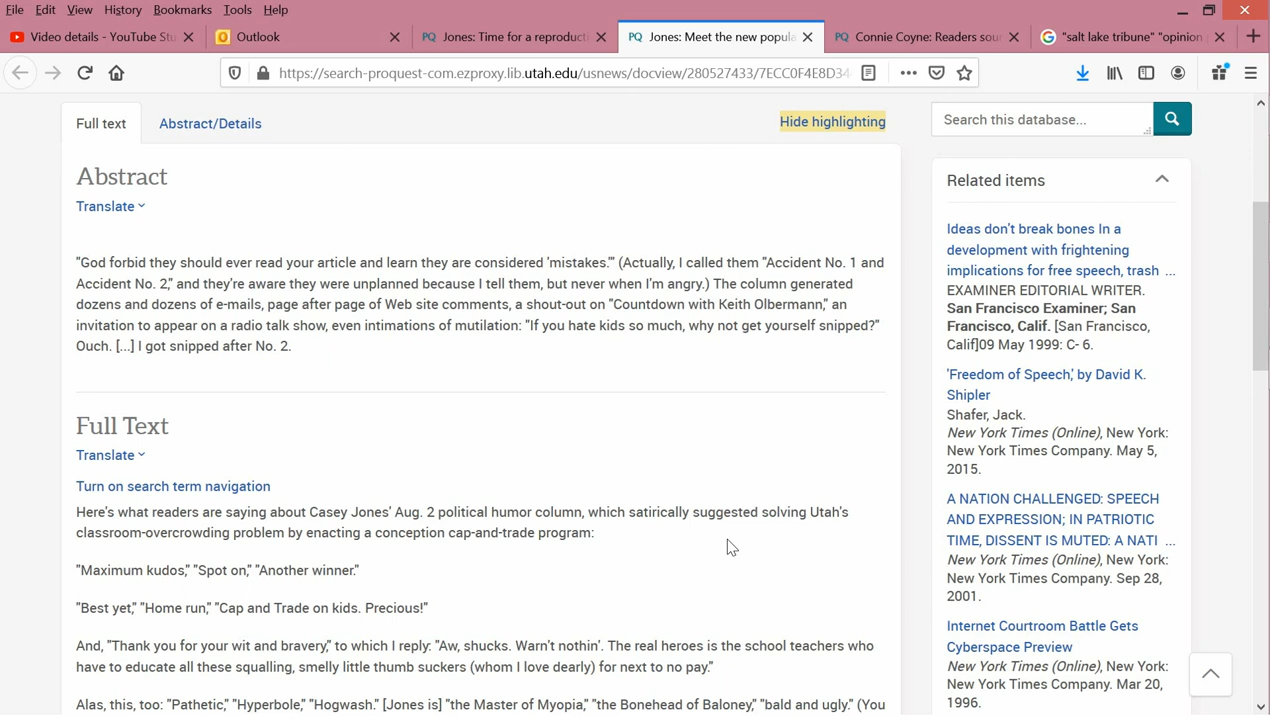 File Edit View History Bookmarks Tools Help
Video details - YouTube Stu
Outlook
Jones: Time for a reproducti
Jones: Meet the new popula
Connie Coyne: Readers sou
"salt lake tribune" "opinion
https://search-proquest-com.ezproxy.lib.utah.edu/usnews/docview/280527433/7ECC0F4E8D34
Full text
Abstract/Details
Hide highlighting
Abstract
Translate
"God forbid they should ever read your article and learn they are considered 'mistakes.'" (Actually, I called them "Accident No. 1 and
Accident No. 2," and they're aware they were unplanned because I tell them, but never when I'm angry.) The column generated
dozens and dozens of e-mails, page after page of Web site comments, a shout-out on "Countdown with Keith Olbermann," an
invitation to appear on a radio talk show, even intimations of mutilation: "If you hate kids so much, why not get yourself snipped?"
Ouch. [...] I got snipped after No. 2.
Full Text
Translate
Turn on search term navigation
Here's what readers are saying about Casey Jones' Aug. 2 political humor column, which satirically suggested solving Utah's
classroom-overcrowding problem by enacting a conception cap-and-trade program:
"Maximum kudos," "Spot on," "Another winner."
"Best yet," "Home run," "Cap and Trade on kids. Precious!"
And, "Thank you for your wit and bravery," to which I reply: "Aw, shucks. Warn't nothin'. The real heroes is the school teachers who
have to educate all these squalling, smelly little thumb suckers (whom I love dearly) for next to no pay."
Alas, this, too: "Pathetic," "Hyperbole," "Hogwash." [Jones is] "the Master of Myopia," "the Bonehead of Baloney," "bald and ugly." (You
Search this database...
Related items
Ideas don't break bones In a
development with frightening
implications for free speech, trash ...
EXAMINER EDITORIAL WRITER.
San Francisco Examiner; San
Francisco, Calif. [San Francisco,
Calif]09 May 1999: C- 6.
'Freedom of Speech,' by David K.
Shipler
Shafer, Jack.
New York Times (Online), New York:
New York Times Company. May 5,
2015.
A NATION CHALLENGED: SPEECH
AND EXPRESSION; IN PATRIOTIC
TIME, DISSENT IS MUTED: A NATI ...
New York Times (Online), New York:
New York Times Company. Sep 28,
2001.
Internet Courtroom Battle Gets
Cyberspace Preview
New York Times (Online), New York:
New York Times Company. Mar 20,
1996.